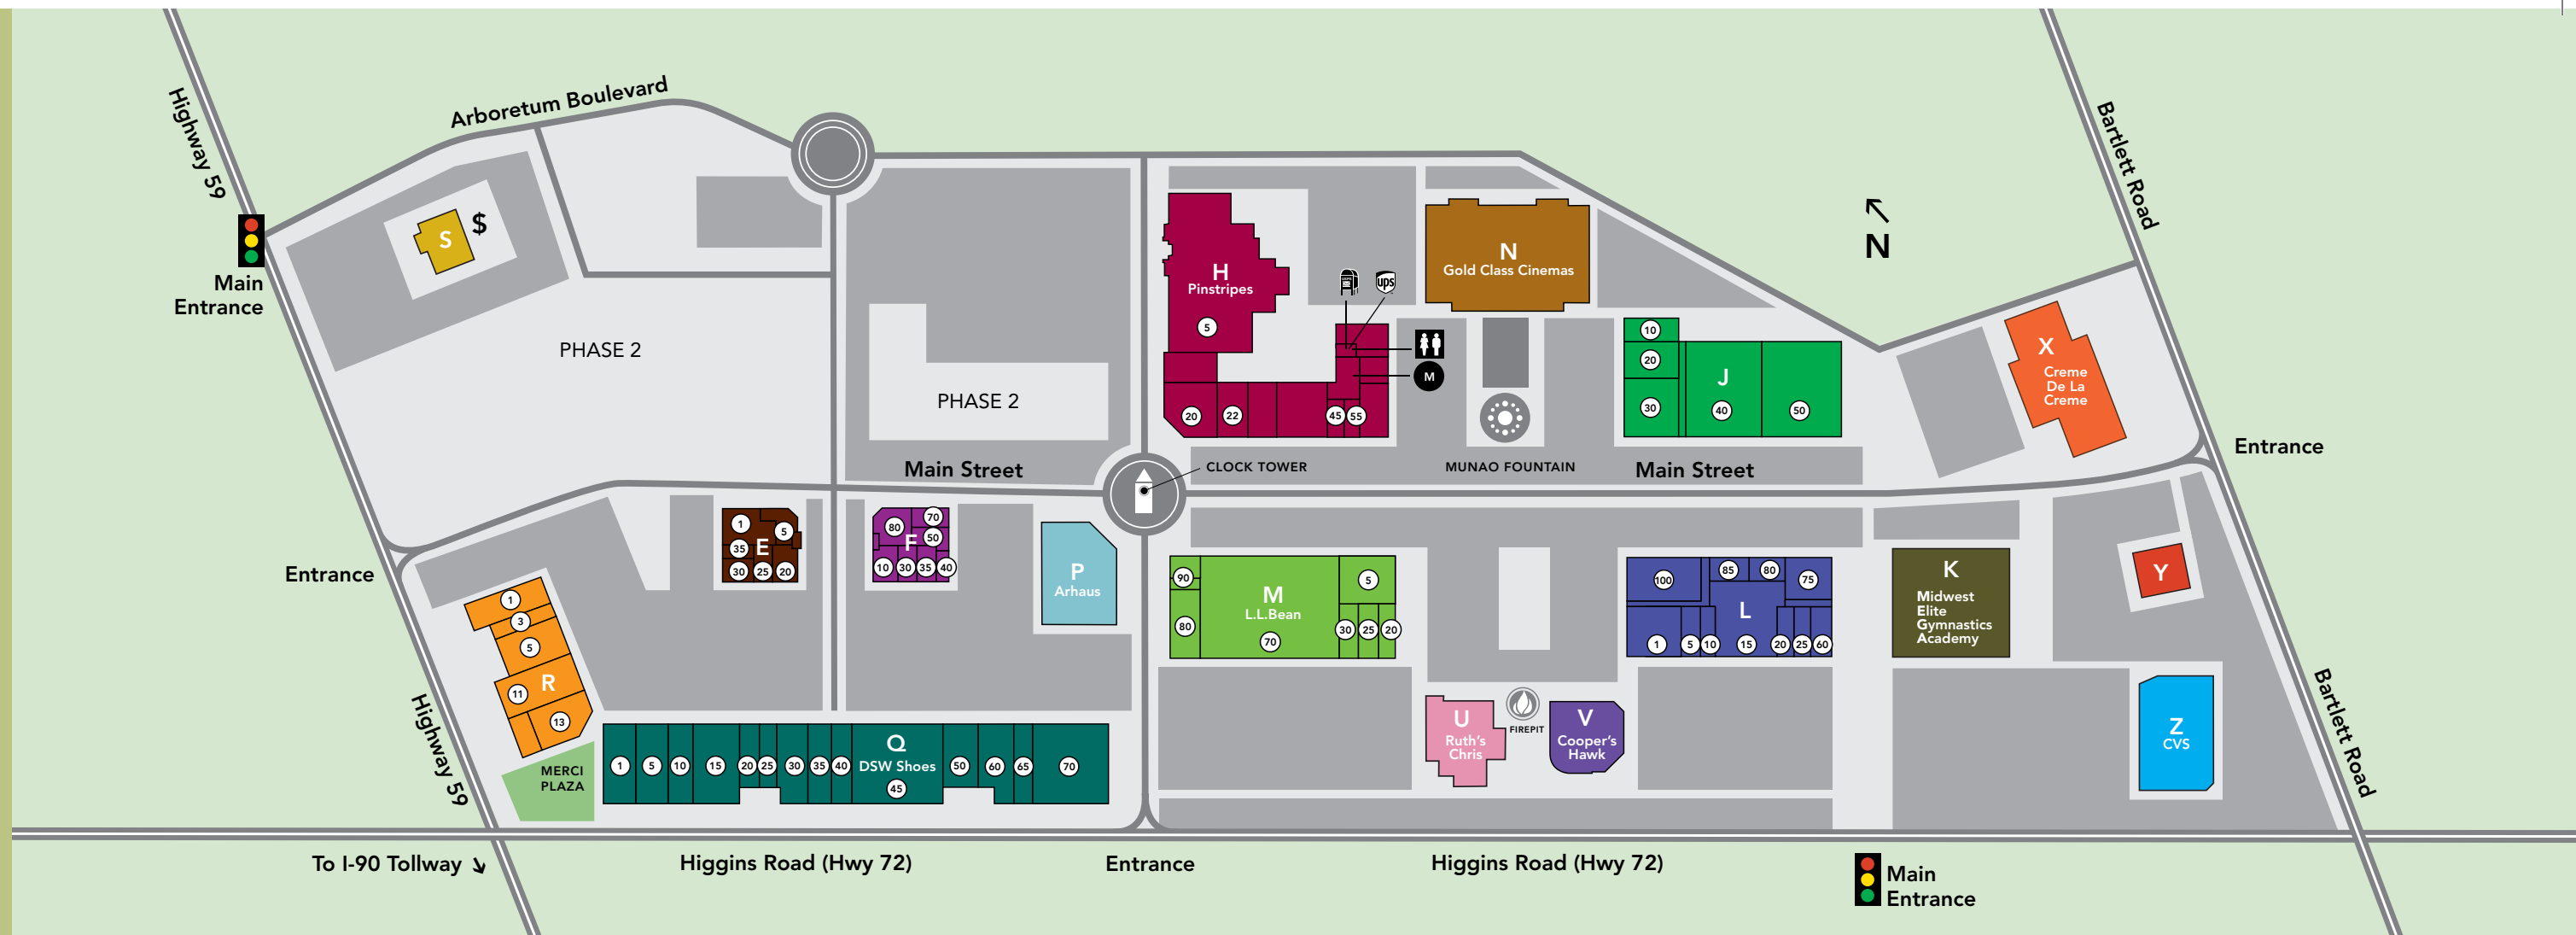 Arboretum Boulevard
Highway 59
Bartlett Road
S
$
Main
Entrance
PHASE 2
PHASE 2
H
Pinstripes
5
20
22
45
55
ups
M
N
Gold Class Cinemas
N
10
20
30
J
40
50
X
Creme
De La
Creme
Entrance
Main Street
CLOCK TOWER
MUNAO FOUNTAIN
Main Street
Entrance
1
5
35
E
30
25
20
80
70
50
F
10
30
35
40
P
Arhaus
90
80
M
L.L.Bean
70
5
30
25
20
100
85
80
75
L
1
5
10
15
20
25
60
K
Midwest
Elite
Gymnastics
Academy
Y
1
3
5
R
11
13
Highway 59
MERCI
PLAZA
Q
DSW Shoes
1
5
10
15
20
25
30
35
40
45
50
60
65
70
U
Ruth's
Chris
FIREPIT
V
Cooper's
Hawk
Z
CVS
Bartlett Road
To I-90 Tollway
Higgins Road (Hwy 72)
Entrance
Higgins Road (Hwy 72)
Main
Entrance